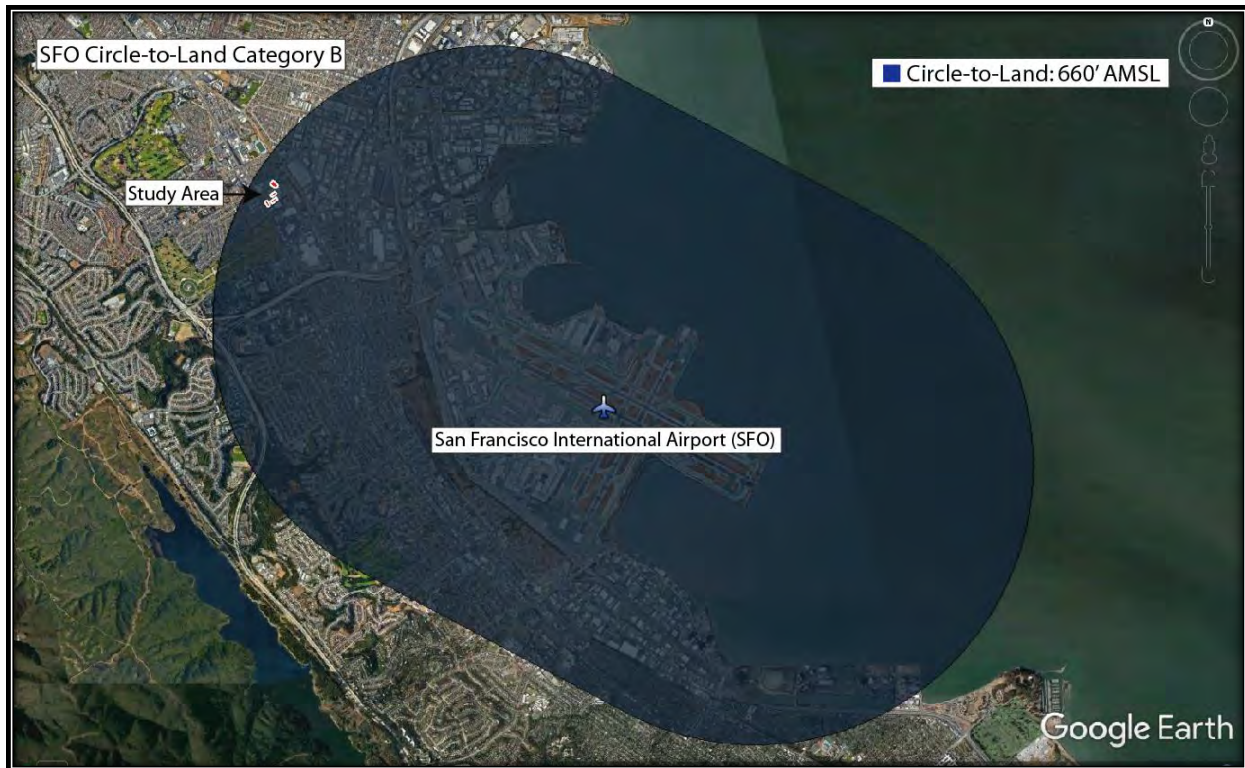 SFO Circle-to-Land Category B
N
Circle-to-Land: 660' AMSL
Study Area
San Francisco International Airport (SFO)
Google Earth